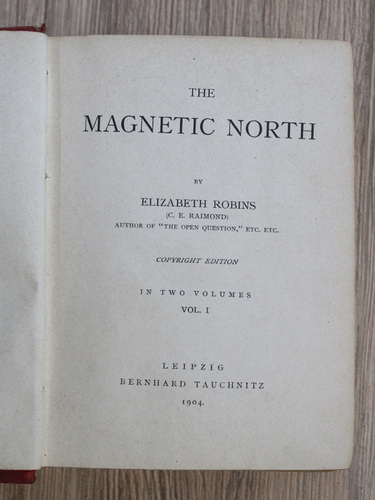 THE
MAGNETIC NORTH
BY
ELIZABETH ROBINS
(C. E. RAIMOND)
AUTHOR OF "THE OPEN QUESTION," ETC. ETC.
COPYRIGHT EDITION
IN TWO VOLUMES
VOL. I
LEIPZIG
BERNHARD TAUCHNITZ
1904.